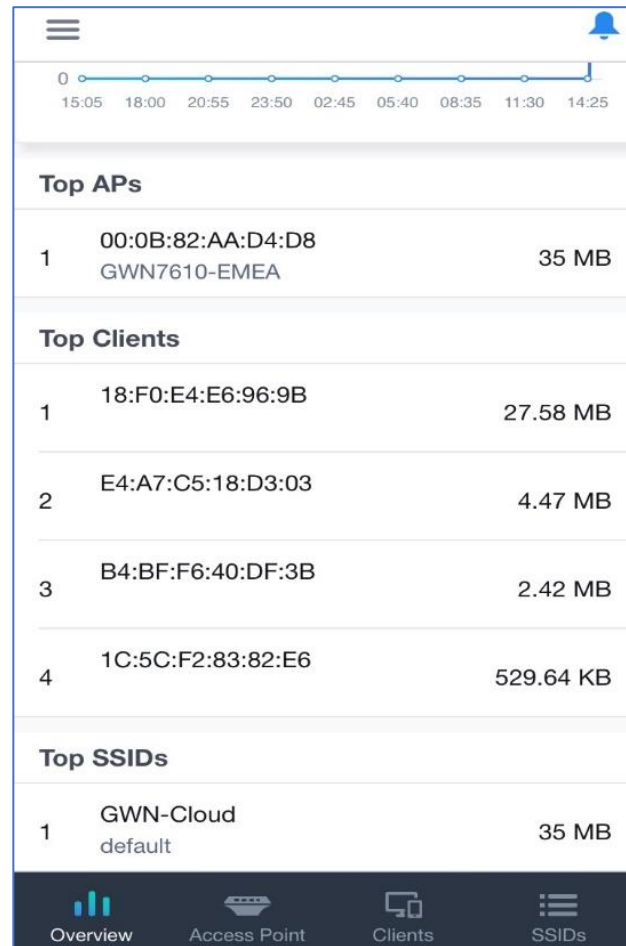 0
15:05 18:00 20:55 23:50 02:45 05:40 08:35 11:30 14:25
Top APs
1 00:0B:82:AA:D4:D8 35 MB
GWN7610-EMEA
Top Clients
1 18:F0:E4:E6:96:9B 27.58 MB
2 E4:A7:C5:18:D3:03 4.47 MB
3 B4:BF:F6:40:DF:3B 2.42 MB
4 1C:5C:F2:83:82:E6 529.64 KB
Top SSIDs
1 GWN-Cloud 35 MB
default
Overview Access Point Clients SSIDs